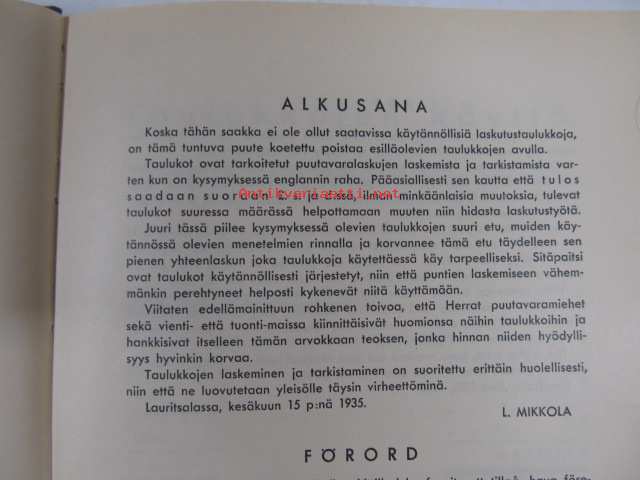 ALKUSANA
Koska tähän saakka ei ole ollut saatavissa käytännöllisiä laskutustaulukkoja,
on tämä tuntuva puute koetettu poistaa esilläolevien taulukkojen avulla.
Taulukot ovat tarkoitetut puutavaralaskujen laskemista ja tarkistamista var-
ten kun on kysymyksessä englannin raha. Pääasiallisesti sen kautta että tulos
saadaan suoraan £-s. ja d:ssä, ilman minkäänlaisia muutoksia, tulevat
Antikvariaatti.net
taulukot suuressa määrässä helpottamaan muuten niin hidasta laskutustyötä.
Juuri tässä piilee kysymyksessä olevien taulukkojen suuri etu, muiden käy-
tännössä olevien menetelmien rinnalla ja korvannee tämä etu täydelleen sen
pienen yhteenlaskun joka taulukkoja käytettäessä käy tarpeelliseksi. Sitäpaitsi
ovat taulukot käytännöllisesti järjestetyt, niin että puntien laskemiseen vähem-
mänkin perehtyneet helposti kykenevät niitä käyttämään.
Viitaten edellämainittuun rohkenen toivoa, että Herrat puutavaramiehet
sekä vienti- että tuonti-maissa kiinnittäisivät huomionsa näihin taulukkoihin ja
hankkisivat itselleen tämän arvokkaan teoksen, jonka hinnan niiden hyödylli-
syys hyvinkin korvaa.
Taulukkojen laskeminen ja tarkistaminen on suoritettu erittäin huolellisesti,
niin että ne luovutetaan yleisölle täysin virheettöminä.
Lauritsalassa, kesäkuun 15 p:nä 1935.
L. MIKKOLA
FÖRORD